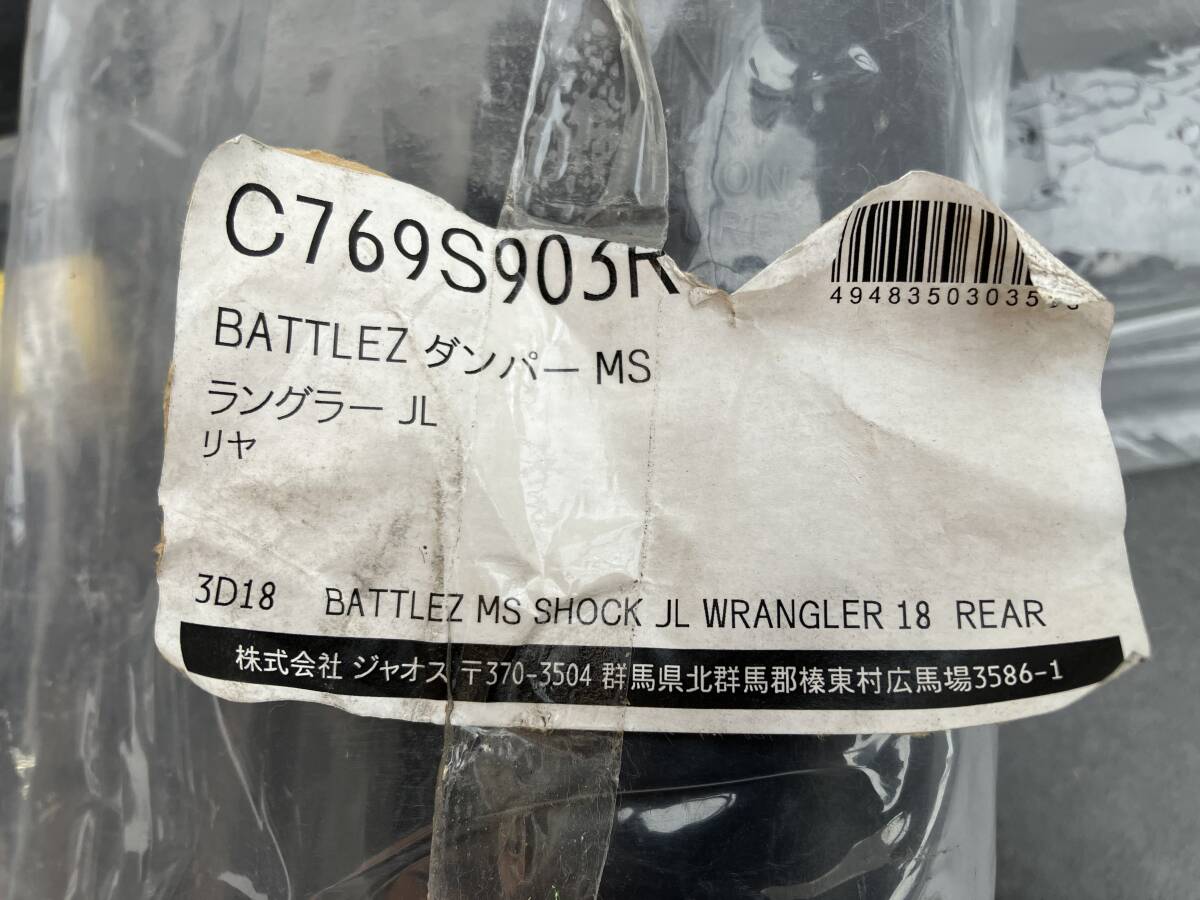 C769S903R
4948350303598
BATTLEZ ダンパー MS
ラングラー JL
リヤ
3D18 BATTLEZ MS SHOCK JL WRANGLER 18 REAR
株式会社 ジャオス 〒370-3504 群馬県北群馬郡榛東村広馬場3586-1